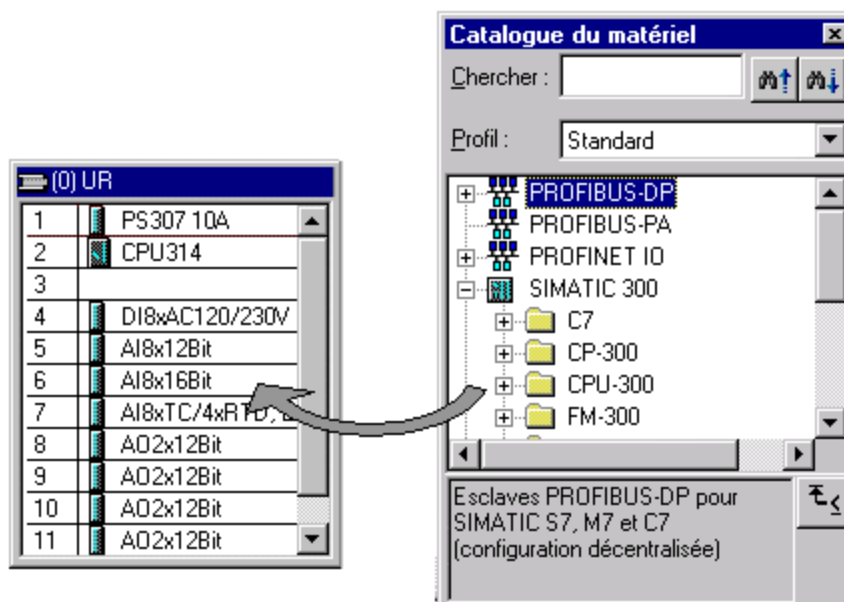 Catalogue du matériel
Chercher :
Profil :
Standard
PROFIBUS-DP
PROFIBUS-PA
PROFINET IO
SIMATIC 300
C7
CP-300
CPU-300
FM-300
Esclaves PROFIBUS-DP pour
SIMATIC S7, M7 et C7
(configuration décentralisée)
(0) UR
1 PS307 10A
2 CPU314
3
4 DI8xAC120/230V
5 AI8x12Bit
6 AI8x16Bit
7 AI8xTC/4xRTD,
8 AO2x12Bit
9 AO2x12Bit
10 AO2x12Bit
11 AO2x12Bit